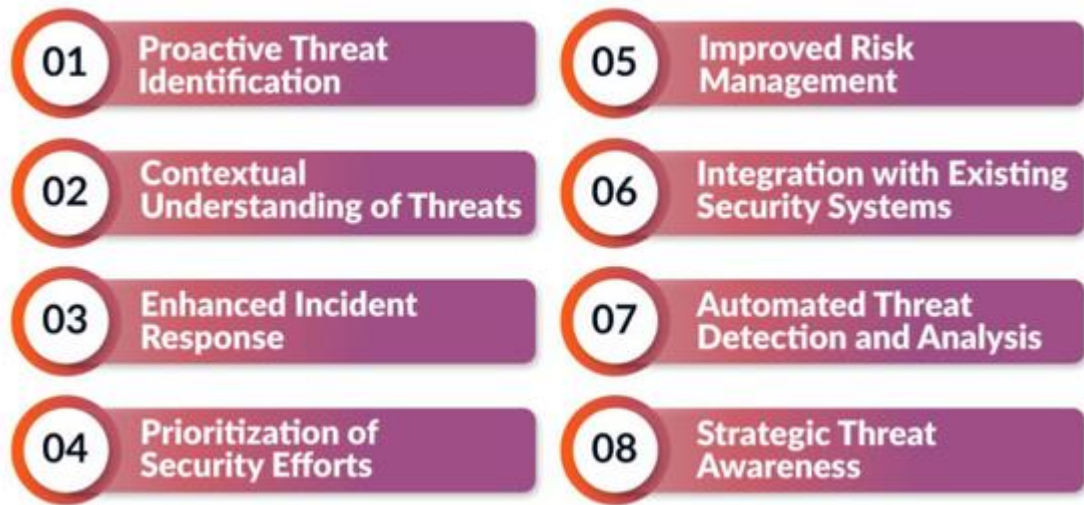 01
Proactive Threat
Identification
02
Contextual
Understanding of Threats
03
Enhanced Incident
Response
04
Prioritization of
Security Efforts
05
Improved Risk
Management
06
Integration with Existing
Security Systems
07
Automated Threat
Detection and Analysis
08
Strategic Threat
Awareness